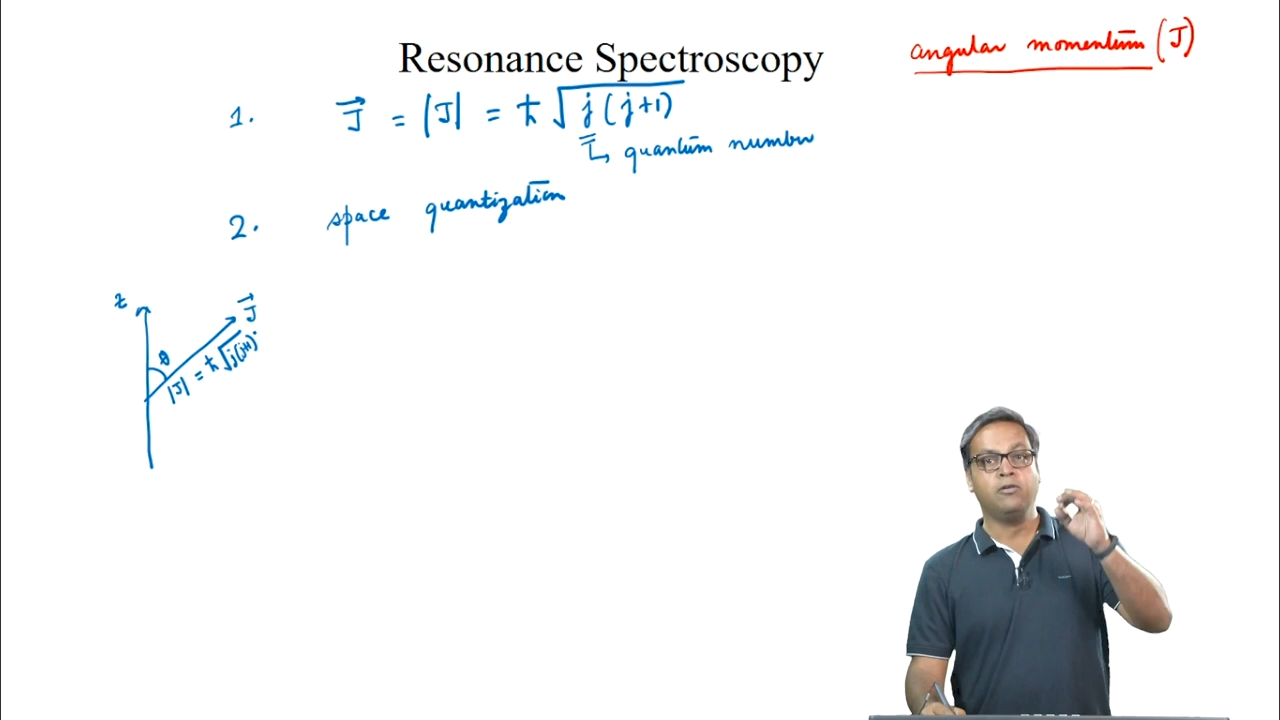 Resonance Spectroscopy
angular momentum (J)
1. J⃗ = |J| = ħ √j(j+1)
↳ quantum number
2. space quantization
z
J⃗
θ
|J| = ħ √j(j+1)